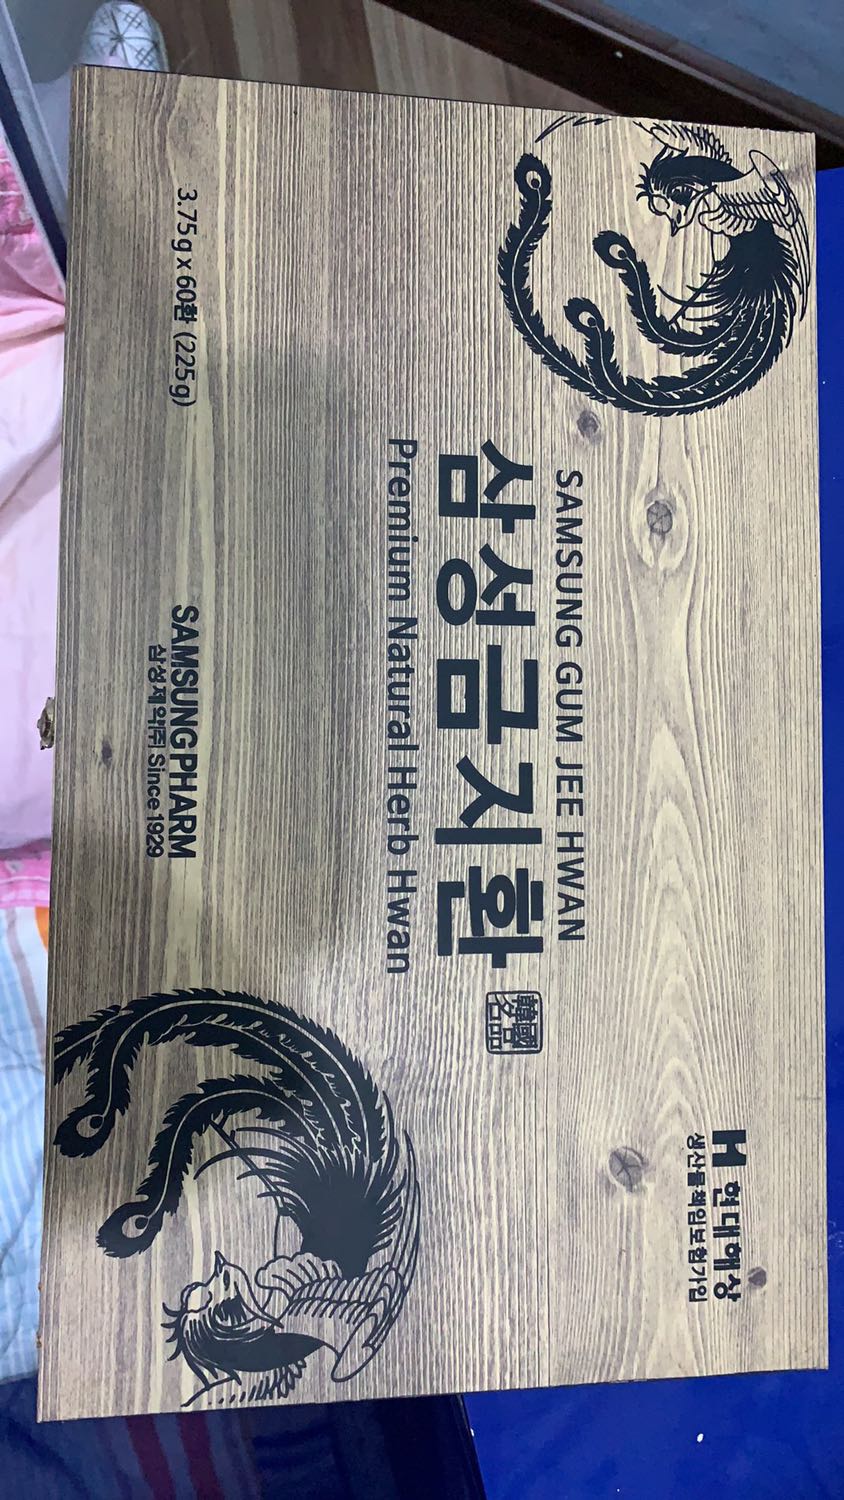 H 현대해상
생산물책임보험가입
SAMSUNG GUM JEE HWAN
삼성금지환
韓國
名品
Premium Natural Herb Hwan
3.75g x 60환 (225g)
SAMSUNG PHARM
삼성제약(주) Since 1929